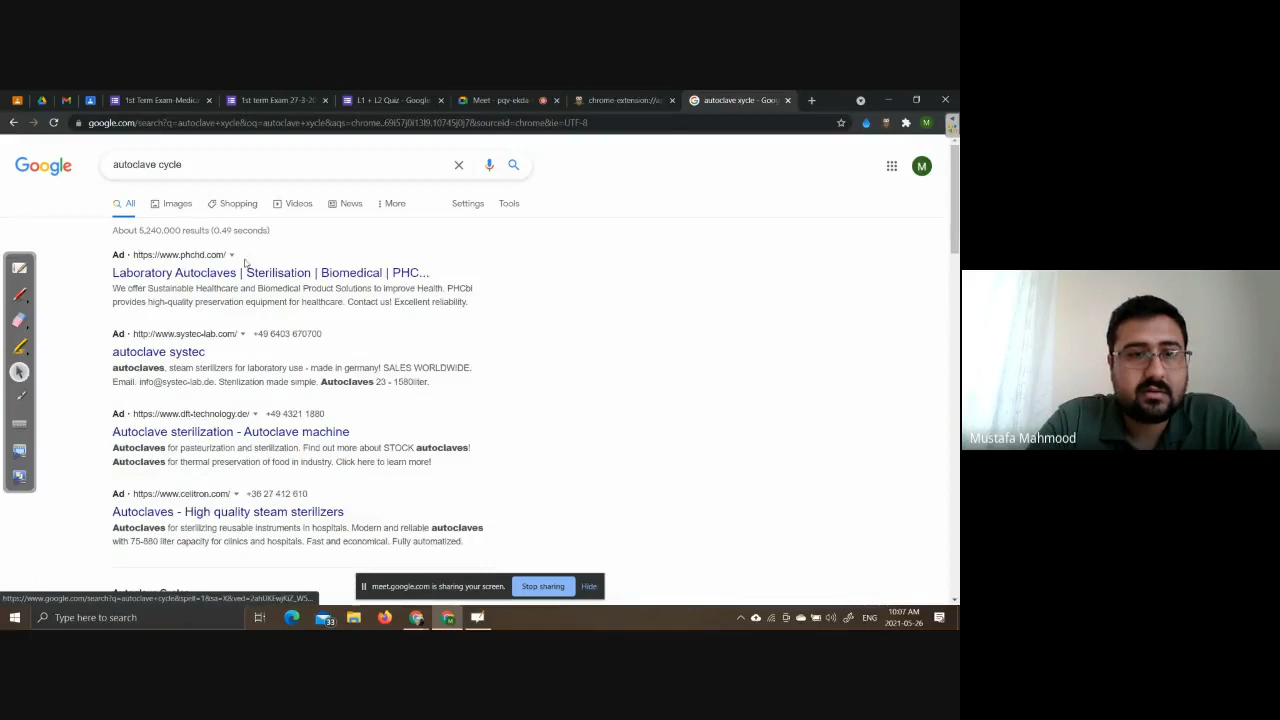 1st Term Exam-Medica
1st term Exam 27-3-20
L1 + L2 Quiz - Google
Meet - pqv-ekda
chrome-extension://a
autoclave xycle - Goog
google.com/search?q=autoclave+xycle&oq=autoclave+xycle&aqs=chrome..69i57j0i13l9.10745j0j7&sourceid=chrome&ie=UTF-8
Google
autoclave cycle
M
All Images Shopping Videos News More Settings Tools
About 5,240,000 results (0.49 seconds)
Ad · https://www.phchd.com/
Laboratory Autoclaves | Sterilisation | Biomedical | PHC...
We offer Sustainable Healthcare and Biomedical Product Solutions to improve Health. PHCbi
provides high-quality preservation equipment for healthcare. Contact us! Excellent reliability.
Ad · http://www.systec-lab.com/ +49 6403 670700
autoclave systec
autoclaves, steam sterilizers for laboratory use - made in germany! SALES WORLDWIDE.
Email. info@systec-lab.de. Sterilization made simple. Autoclaves 23 - 1580liter.
Ad · https://www.dft-technology.de/ +49 4321 1880
Autoclave sterilization - Autoclave machine
Autoclaves for pasteurization and sterilization. Find out more about STOCK autoclaves!
Autoclaves for thermal preservation of food in industry. Click here to learn more!
Ad · https://www.celitron.com/ +36 27 412 610
Autoclaves - High quality steam sterilizers
Autoclaves for sterilizing reusable instruments in hospitals. Modern and reliable autoclaves
with 75-880 liter capacity for clinics and hospitals. Fast and economical. Fully automatized.
meet.google.com is sharing your screen. Stop sharing Hide
Type here to search
33
ENG
10:07 AM
2021-05-26
Mustafa Mahmood